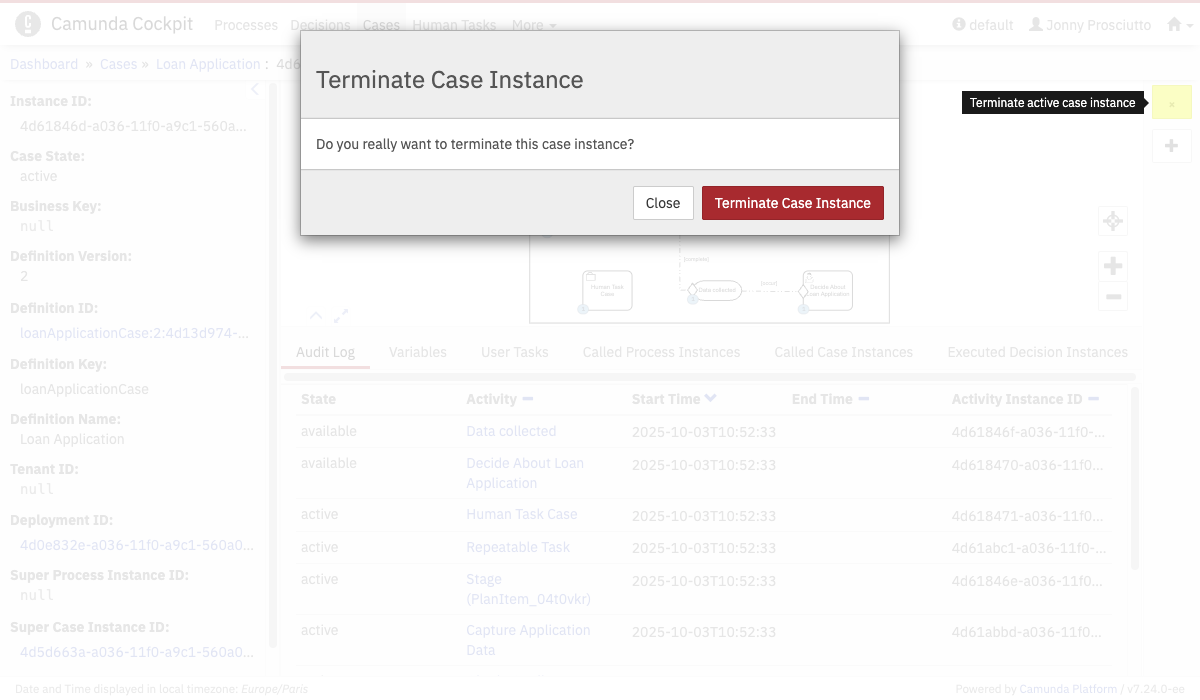 Camunda Cockpit Processes Decisions Cases Human Tasks More default Jonny Prosciutto
Dashboard » Cases » Loan Application : 4d6
Terminate Case Instance
Do you really want to terminate this case instance?
Close Terminate Case Instance
Terminate active case instance
Instance ID:
4d61846d-a036-11f0-a9c1-560a...
Case State:
active
Business Key:
null
Definition Version:
2
Definition ID:
loanApplicationCase:2:4d13d974-...
Definition Key:
loanApplicationCase
Definition Name:
Loan Application
Tenant ID:
null
Deployment ID:
4d0e832e-a036-11f0-a9c1-560a0...
Super Process Instance ID:
null
Super Case Instance ID:
4d5d663a-a036-11f0-a9c1-560a0...
[complete]
Human Task
Case
Data collected
Decide About
Loan Application
Audit Log Variables User Tasks Called Process Instances Called Case Instances Executed Decision Instances
State Activity Start Time End Time Activity Instance ID
available Data collected 2025-10-03T10:52:33 4d61846f-a036-11f0-...
available Decide About Loan Application 2025-10-03T10:52:33 4d618470-a036-11f0...
active Human Task Case 2025-10-03T10:52:33 4d618471-a036-11f0...
active Repeatable Task 2025-10-03T10:52:33 4d61abc1-a036-11f0-...
active Stage (PlanItem_04t0vkr) 2025-10-03T10:52:33 4d61846e-a036-11f0...
active Capture Application Data 2025-10-03T10:52:33 4d61abbd-a036-11f0...
Date and Time displayed in local timezone: Europe/Paris
Powered by Camunda Platform / v7.24.0-ee